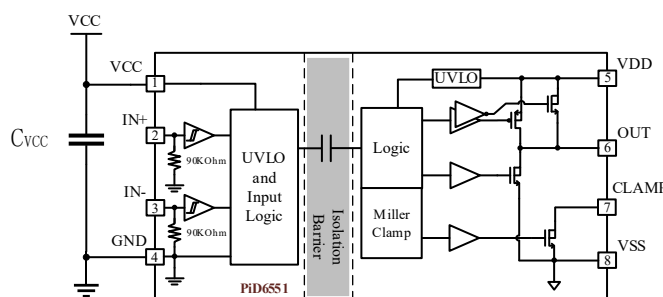 VCC
VCC
1
IN+
2
90KOhm
CVCC
IN-
3
90KOhm
GND
4
UVLO
and
Input
Logic
PiD6551
Isolation
Barrier
UVLO
Logic
Miller
Clamp
VDD
5
OUT
6
CLAMP
7
VSS
8